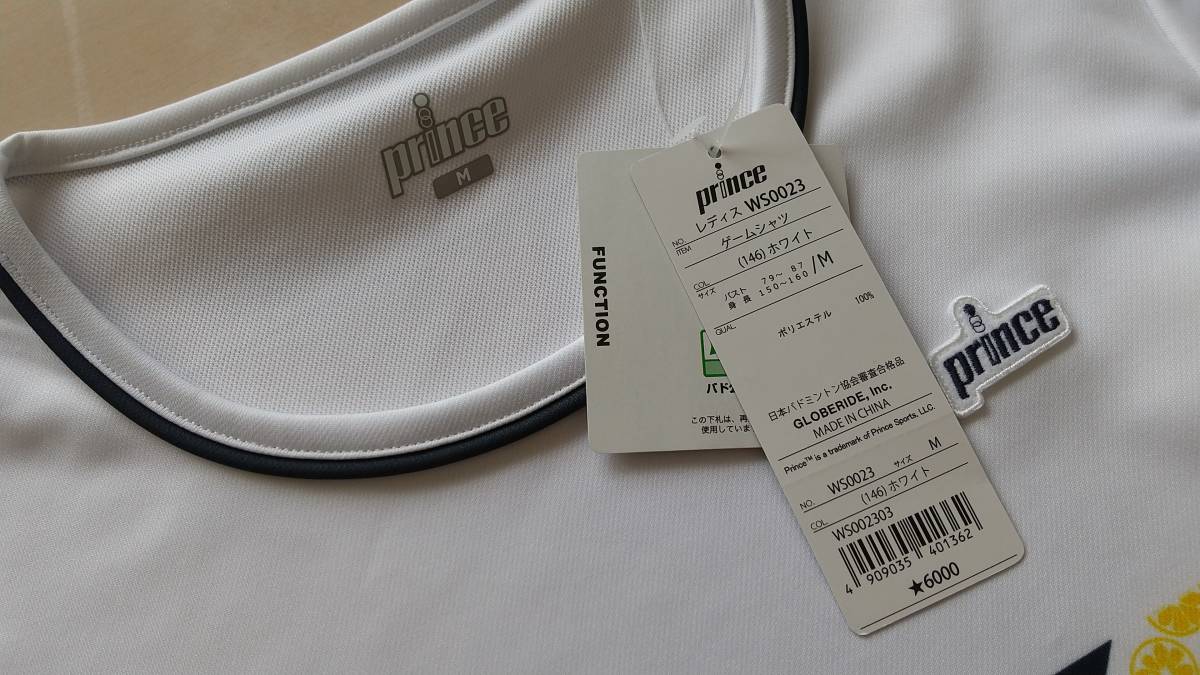 prince
M
FUNCTION
この下札は、再
使用していま
prince
NO. レディス WS0023
ITEM ゲームシャツ
COL (146) ホワイト
サイズ バスト 79～ 87 /M
身 長 150～160
QUAL. 100%
ポリエステル
日本バドミントン協会審査合格品
GLOBERIDE, Inc.
MADE IN CHINA
Prince™ is a trademark of Prince Sports, LLC.
NO. WS0023 サイズ M
COL (146) ホワイト
WS002303
4 909035 401362
★6000
prince